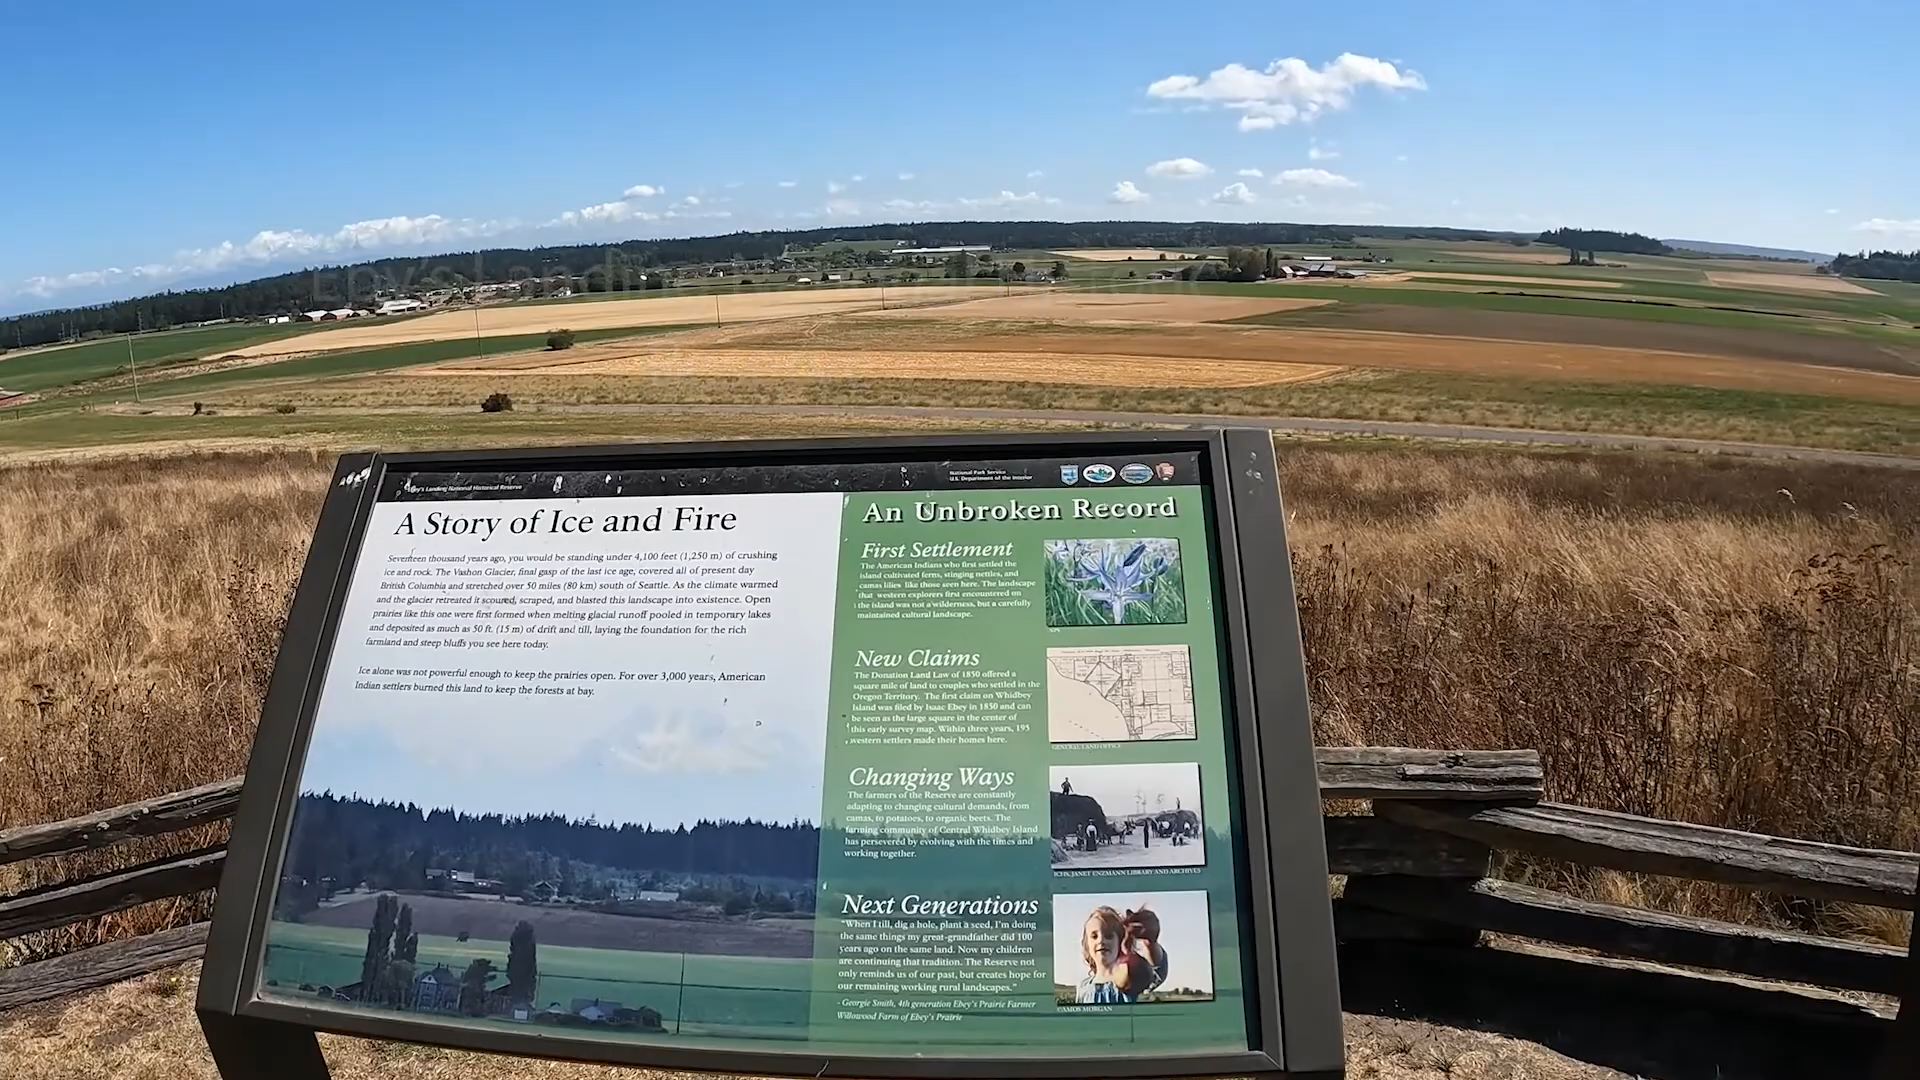 Ebey's Landing National Historical Reserve
National Park Service
U.S. Department of the Interior
A Story of Ice and Fire
Seventeen thousand years ago, you would be standing under 4,100 feet (1,250 m) of crushing
ice and rock. The Vashon Glacier, final gasp of the last ice age, covered all of present day
British Columbia and stretched over 50 miles (80 km) south of Seattle. As the climate warmed
and the glacier retreated it scoured, scraped, and blasted this landscape into existence. Open
prairies like this one were first formed when melting glacial runoff pooled in temporary lakes
and deposited as much as 50 ft. (15 m) of drift and till, laying the foundation for the rich
farmland and steep bluffs you see here today.
Ice alone was not powerful enough to keep the prairies open. For over 3,000 years, American
Indian settlers burned this land to keep the forests at bay.
An Unbroken Record
First Settlement
The American Indians who first settled the
island cultivated ferns, stinging nettles, and
camas lilies like those seen here. The landscape
that western explorers first encountered on
the island was not a wilderness, but a carefully
maintained cultural landscape.
NPS
New Claims
The Donation Land Law of 1850 offered a
square mile of land to couples who settled in the
Oregon Territory. The first claim on Whidbey
Island was filed by Isaac Ebey in 1850 and can
be seen as the large square in the center of
this early survey map. Within three years, 195
western settlers made their homes here.
GENERAL LAND OFFICE
Changing Ways
The farmers of the Reserve are constantly
adapting to changing cultural demands, from
camas, to potatoes, to organic beets. The
farming community of Central Whidbey Island
has persevered by evolving with the times and
working together.
ICHS, JANET ENZMANN LIBRARY AND ARCHIVES
Next Generations
"When I till, dig a hole, plant a seed, I'm doing
the same things my great-grandfather did 100
years ago on the same land. Now my children
are continuing that tradition. The Reserve not
only reminds us of our past, but creates hope for
our remaining working rural landscapes."
- Georgie Smith, 4th generation Ebey's Prairie Farmer
Willowood Farm of Ebey's Prairie
©AMOS MORGAN